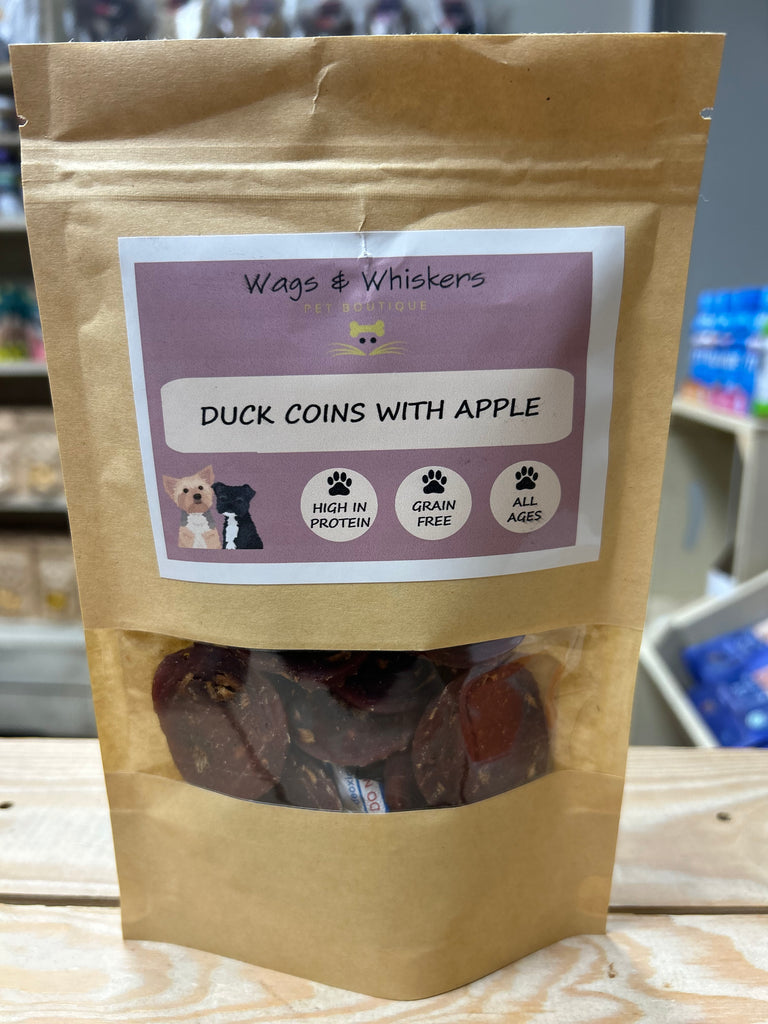 Wags & Whiskers
PET BOUTIQUE
DUCK COINS WITH APPLE
HIGH IN
PROTEIN
GRAIN
FREE
ALL
AGES